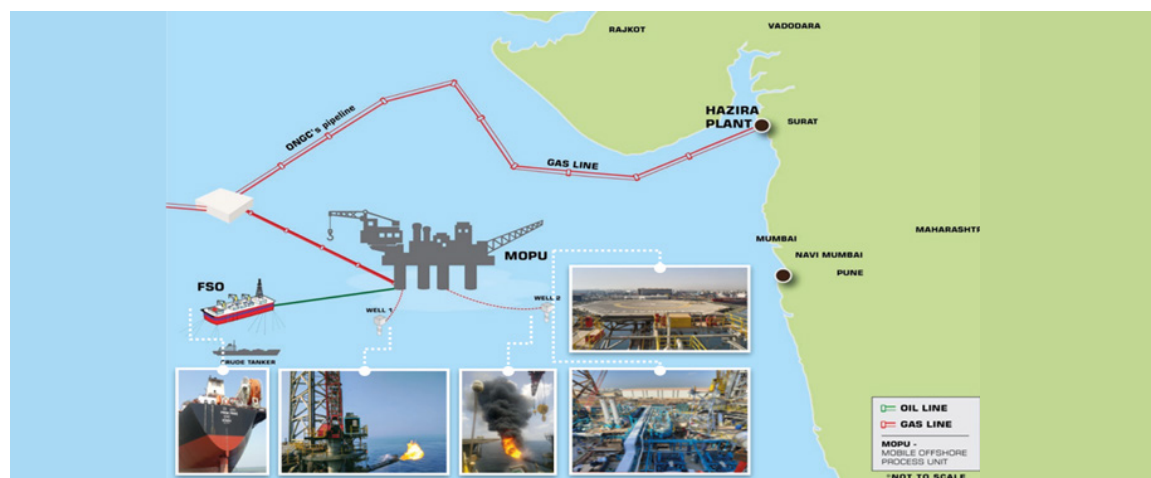 RAJKOT
VADODARA
ONGC's pipeline
HAZIRA
PLANT
SURAT
GAS LINE
MUMBAI
MAHARASHTR
NAVI MUMBAI
PUNE
MOPU
FSO
WELL 1
WELL 2
CRUDE TANKER
OIL LINE
GAS LINE
MOPU -
MOBILE OFFSHORE
PROCESS UNIT
*NOT TO SCALE